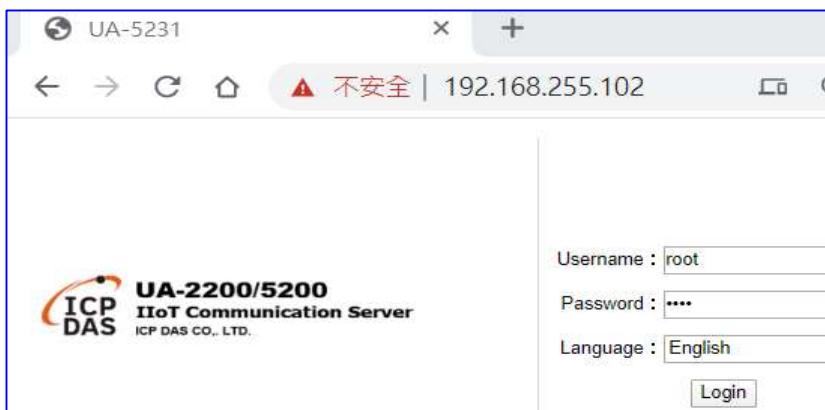 UA-5231
不安全 | 192.168.255.102
ICP DAS
UA-2200/5200
IIoT Communication Server
ICP DAS CO,. LTD.
Username : root
Password : ••••
Language : English
Login